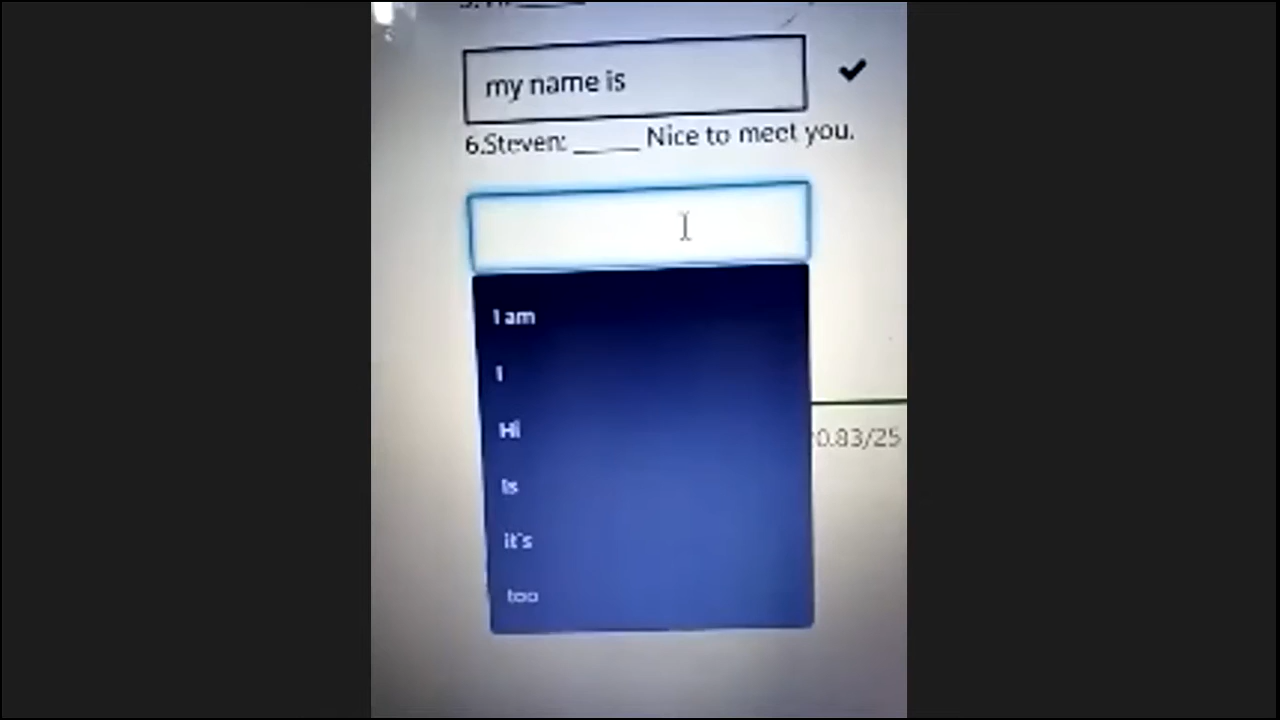 my name is
6.Steven: _____ Nice to meet you.
I am
I
Hi
Is
it's
too
0.83/25